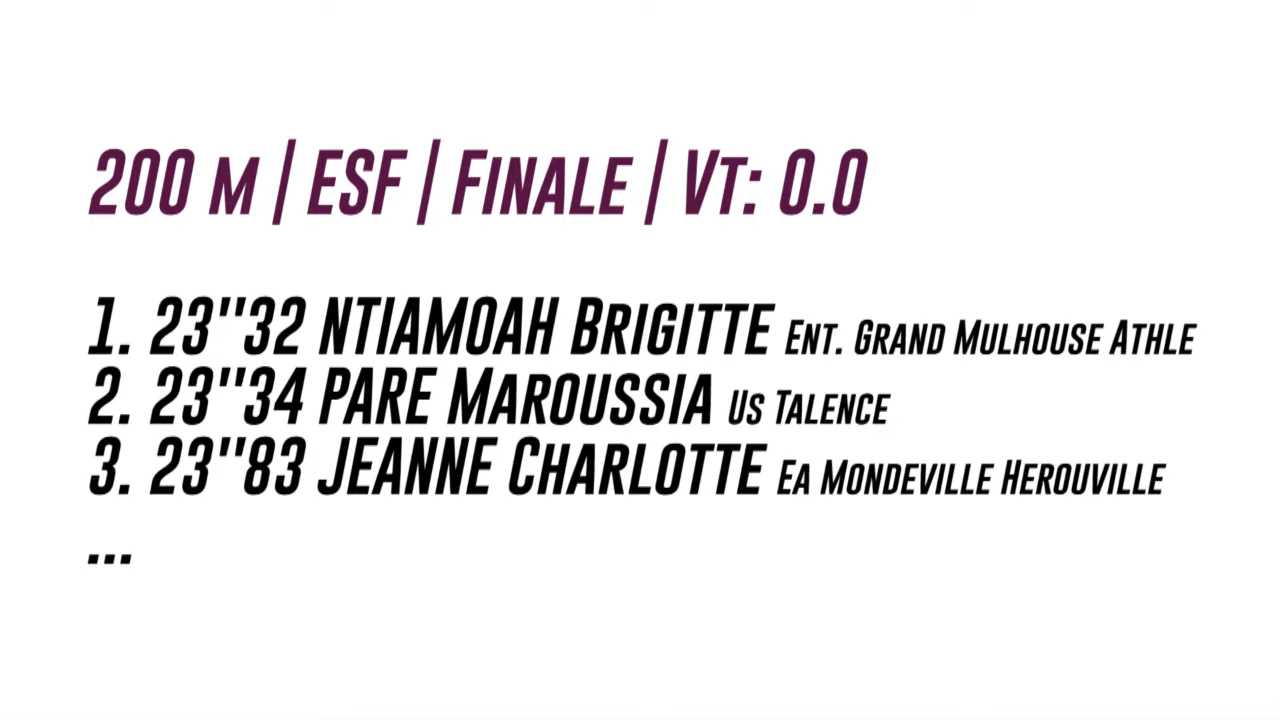 200 m | ESF | Finale | Vt: 0.0
1. 23''32 NTIAMOAH Brigitte Ent. Grand Mulhouse Athle
2. 23''34 PARE Maroussia Us Talence
3. 23''83 JEANNE Charlotte Ea Mondeville Herouville
...